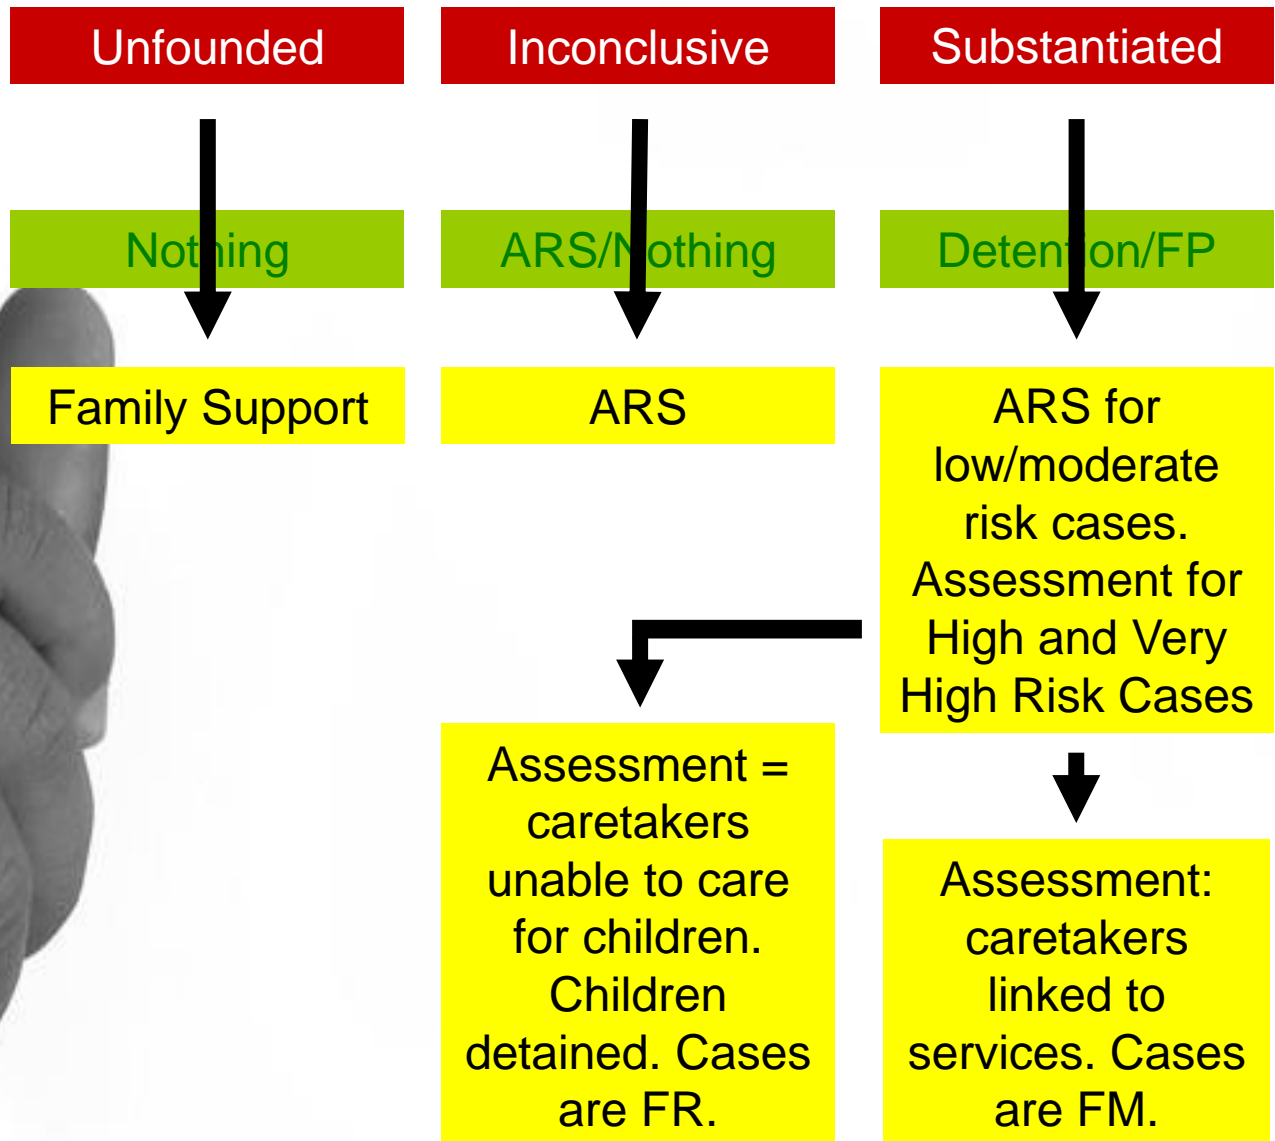 Unfounded
Inconclusive
Substantiated
Nothing
ARS/Nothing
Detention/FP
Family Support
ARS
ARS for
low/moderate
risk cases.
Assessment for
High and Very
High Risk Cases
Assessment =
caretakers
unable to care
for children.
Children
detained. Cases
are FR.
Assessment:
caretakers
linked to
services. Cases
are FM.